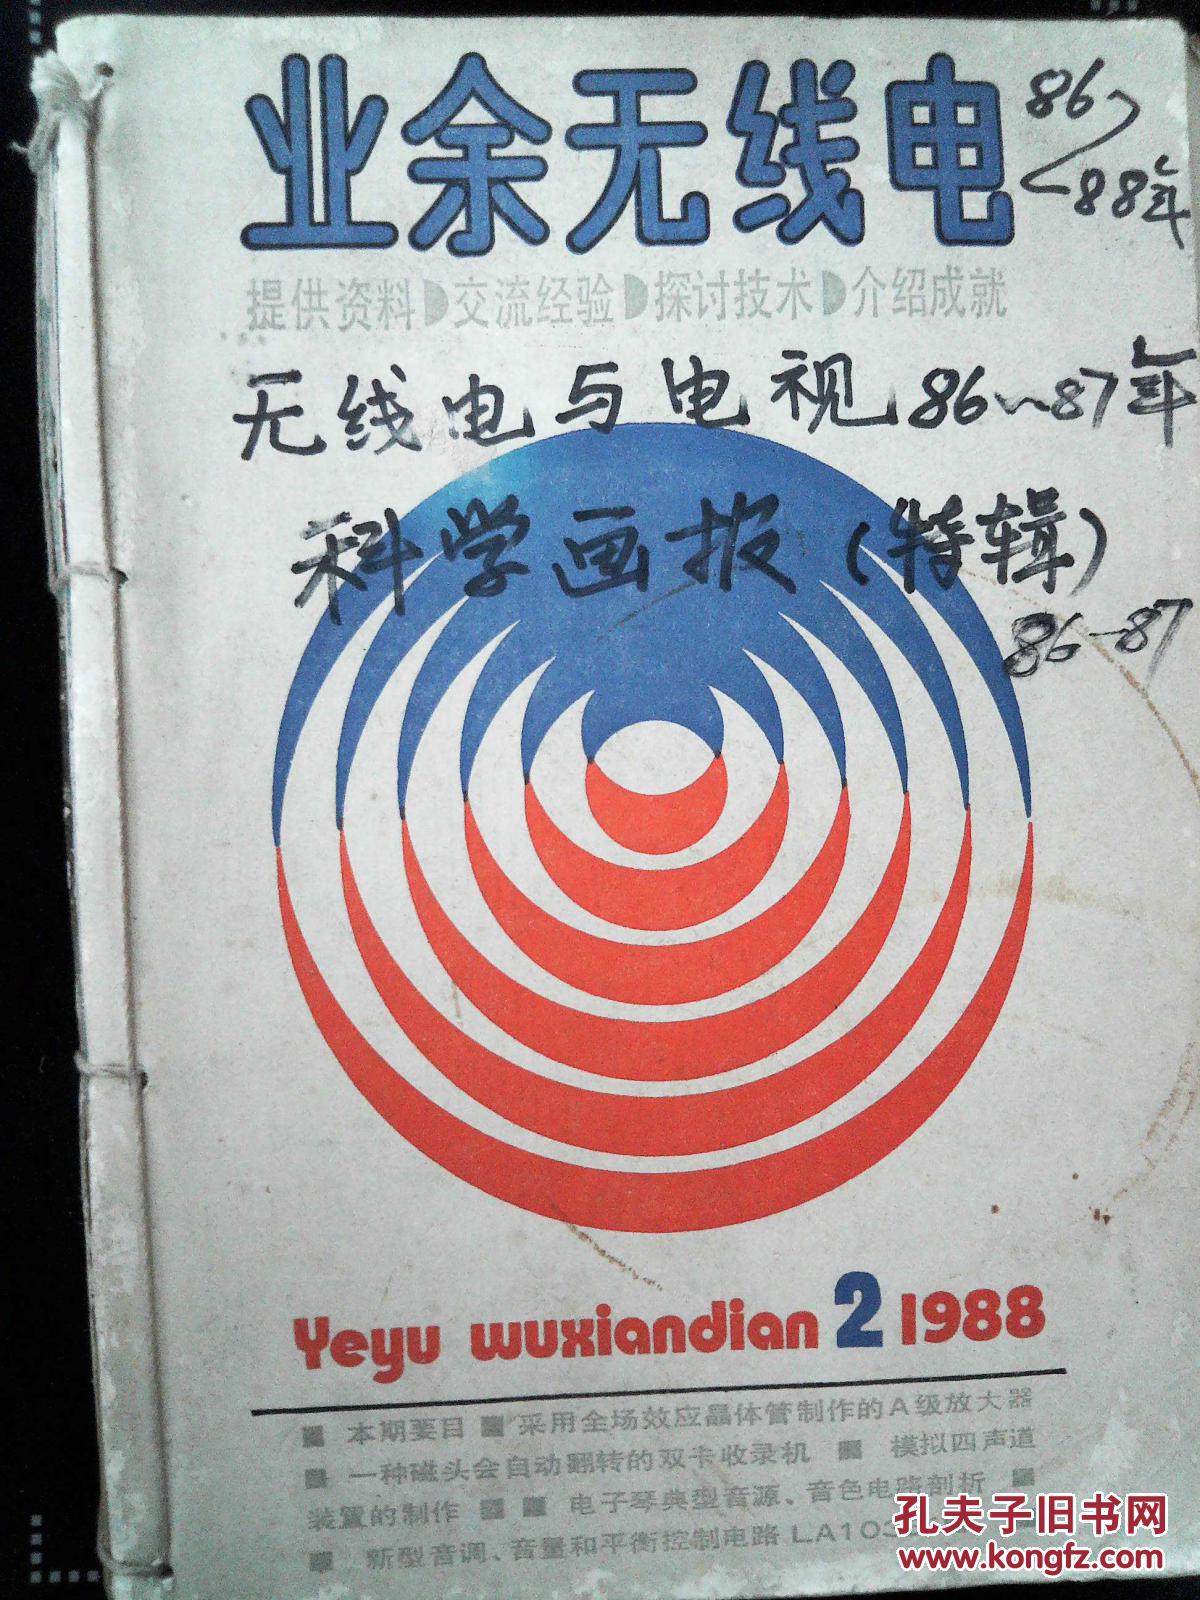 业余无线电
86~
~88年
提供资料 交流经验 探讨技术 介绍成就
无线电与电视86~87年
科学画报(特辑)
86-87
Yeyu wuxiandian 2 1988
■ 本期要目 ■ 采用全场效应晶体管制作的A级放大器
■ 一种磁头会自动翻转的双卡收录机 ■ 模拟四声道
装置的制作 ■ ■ 电子琴典型音源、音色电路剖析 ■
■ 新型音调、音量和平衡控制电路 LA103
孔夫子旧书网
www.kongfz.com